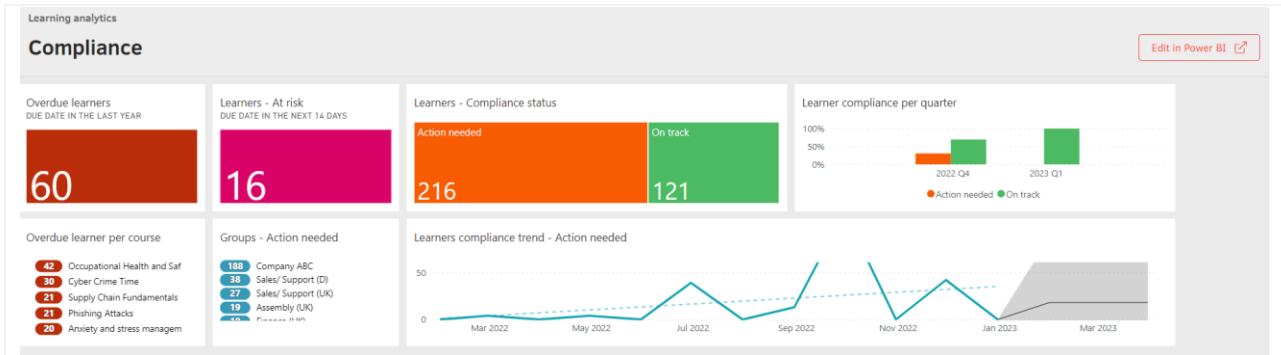 Learning analytics
Compliance
Edit in Power BI
Overdue learners
DUE DATE IN THE LAST YEAR
60
Learners - At risk
DUE DATE IN THE NEXT 14 DAYS
16
Learners - Compliance status
Action needed
216
On track
121
Learner compliance per quarter
100%
50%
0%
2022 Q4
2023 Q1
Action needed
On track
Overdue learner per course
42 Occupational Health and Saf
30 Cyber Crime Time
21 Supply Chain Fundamentals
21 Phishing Attacks
20 Anxiety and stress managem
Groups - Action needed
188 Company ABC
38 Sales/ Support (D)
27 Sales/ Support (UK)
19 Assembly (UK)
Learners compliance trend - Action needed
50
0
Mar 2022
May 2022
Jul 2022
Sep 2022
Nov 2022
Jan 2023
Mar 2023